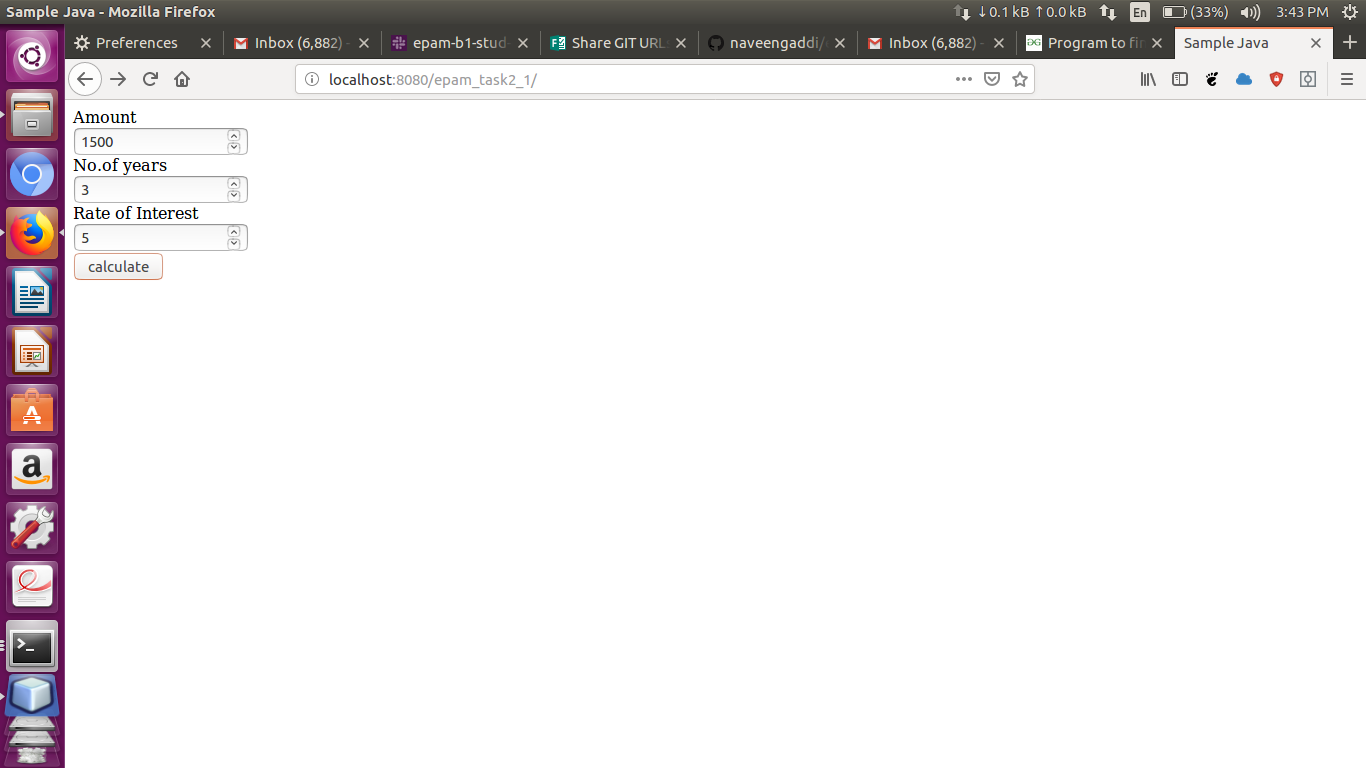 Sample Java - Mozilla Firefox
↓0.1 kB ↑0.0 kB En (33%) 3:43 PM
Preferences Inbox (6,882) - epam-b1-stud Share GIT URL naveengaddi/ Inbox (6,882) - Program to fi Sample Java
localhost:8080/epam_task2_1/
Amount
1500
No.of years
3
Rate of Interest
5
calculate